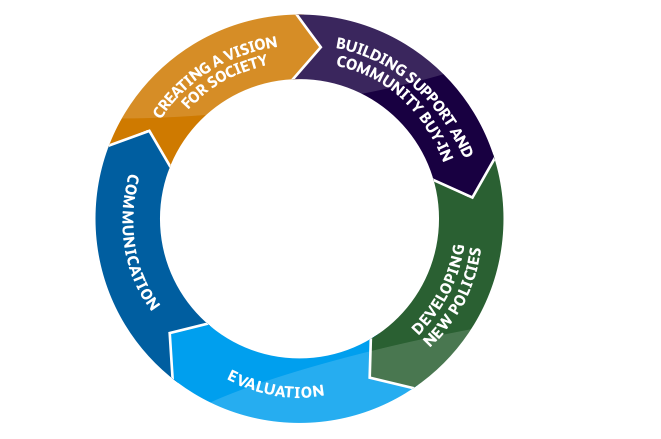 CREATING A VISION
FOR SOCIETY
BUILDING SUPPORT AND
COMMUNITY BUY-IN
DEVELOPING
NEW POLICIES
EVALUATION
COMMUNICATION